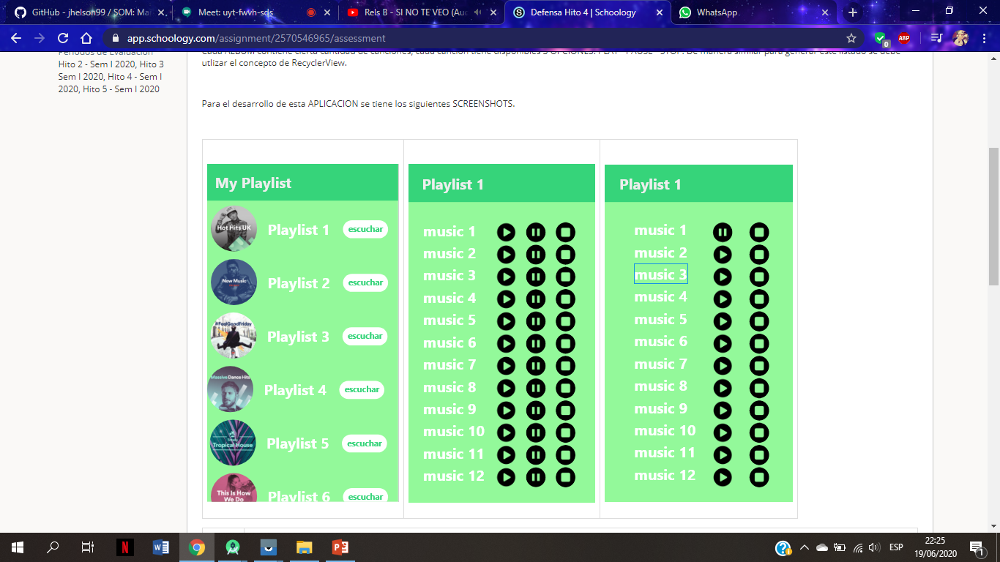 GitHub - jhelson99 / SOM: Ma
Meet: uyt-fwfh-sds
Rels B - SI NO TE VEO (Au
Defensa Hito 4 | Schoology
WhatsApp
app.schoology.com/assignment/2570546965/assessment
ABP
0
Periodos de Evaluación
Hito 2 - Sem I 2020, Hito 3
Sem I 2020, Hito 4 - Sem I
2020, Hito 5 - Sem I 2020
Cada ALBUM contiene cierta cantidad de canciones, cada canción tiene disponibles 3 OPCIONES: PLAY - PAUSE - STOP. De manera similar para generar este listado se debe
utlizar el concepto de RecyclerView.
Para el desarrollo de esta APLICACION se tiene los siguientes SCREENSHOTS.
My Playlist
Hot Hits UK
Playlist 1
escuchar
New Music
Playlist 2
escuchar
#FeelGoodFriday
Playlist 3
escuchar
Massive Dance Hits
Playlist 4
escuchar
Tropical House
Playlist 5
escuchar
This Is How
We Do
Playlist 6
escuchar
Playlist 1
music 1
music 2
music 3
music 4
music 5
music 6
music 7
music 8
music 9
music 10
music 11
music 12
Playlist 1
music 1
music 2
music 3
music 4
music 5
music 6
music 7
music 8
music 9
music 10
music 11
music 12
ESP
22:25
19/06/2020
1